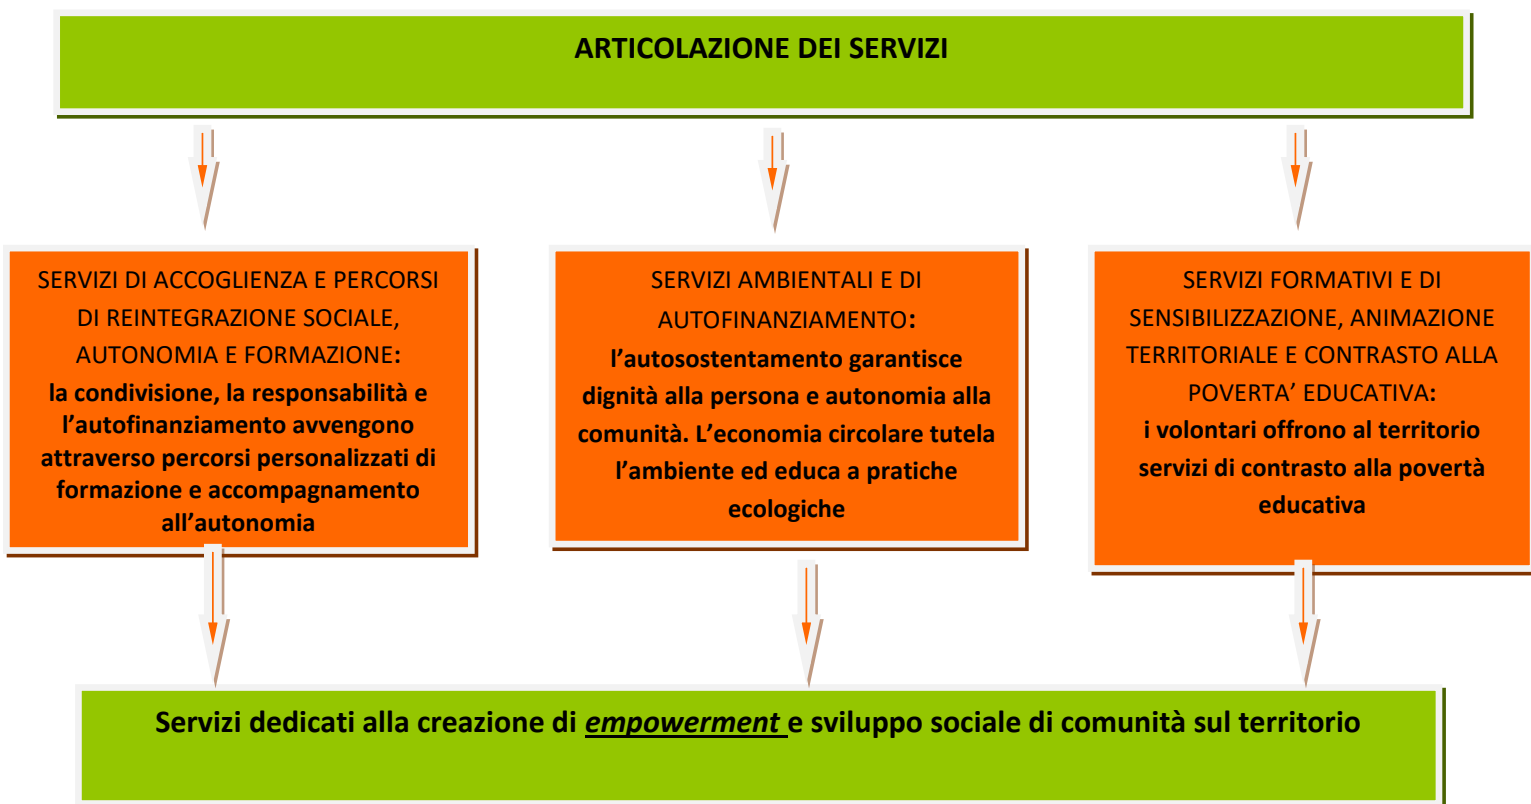 ARTICOLAZIONE DEI SERVIZI
SERVIZI DI ACCOGLIENZA E PERCORSI
DI REINTEGRAZIONE SOCIALE,
AUTONOMIA E FORMAZIONE:
la condivisione, la responsabilità e
l’autofinanziamento avvengono
attraverso percorsi personalizzati di
formazione e accompagnamento
all’autonomia
SERVIZI AMBIENTALI E DI
AUTOFINANZIAMENTO:
l’autosostentamento garantisce
dignità alla persona e autonomia alla
comunità. L’economia circolare tutela
l’ambiente ed educa a pratiche
ecologiche
SERVIZI FORMATIVI E DI
SENSIBILIZZAZIONE, ANIMAZIONE
TERRITORIALE E CONTRASTO ALLA
POVERTA’ EDUCATIVA:
i volontari offrono al territorio
servizi di contrasto alla povertà
educativa
Servizi dedicati alla creazione di empowerment e sviluppo sociale di comunità sul territorio